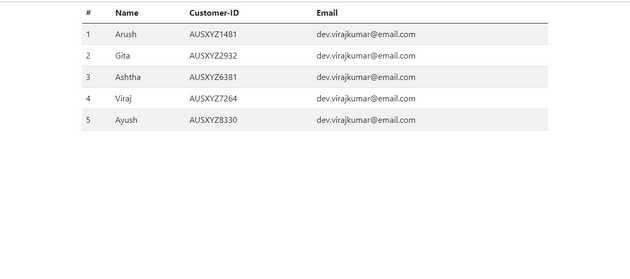 # Name Customer-ID Email
1 Arush AUSXYZ1481 dev.virajkumar@email.com
2 Gita AUSXYZ2932 dev.virajkumar@email.com
3 Ashtha AUSXYZ6381 dev.virajkumar@email.com
4 Viraj AUSXYZ7264 dev.virajkumar@email.com
5 Ayush AUSXYZ8330 dev.virajkumar@email.com